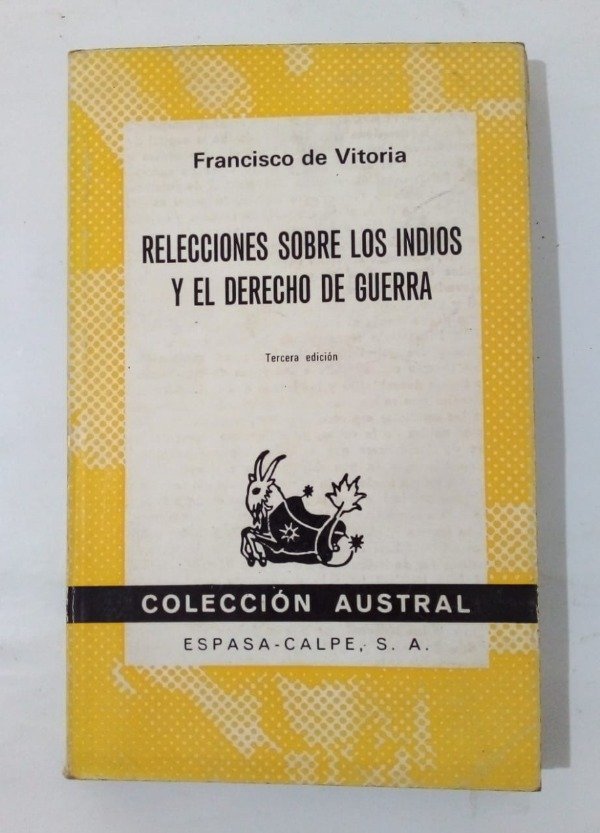 Francisco de Vitoria
RELECCIONES SOBRE LOS INDIOS
Y EL DERECHO DE GUERRA
Tercera edición
COLECCIÓN AUSTRAL
ESPASA-CALPE, S. A.